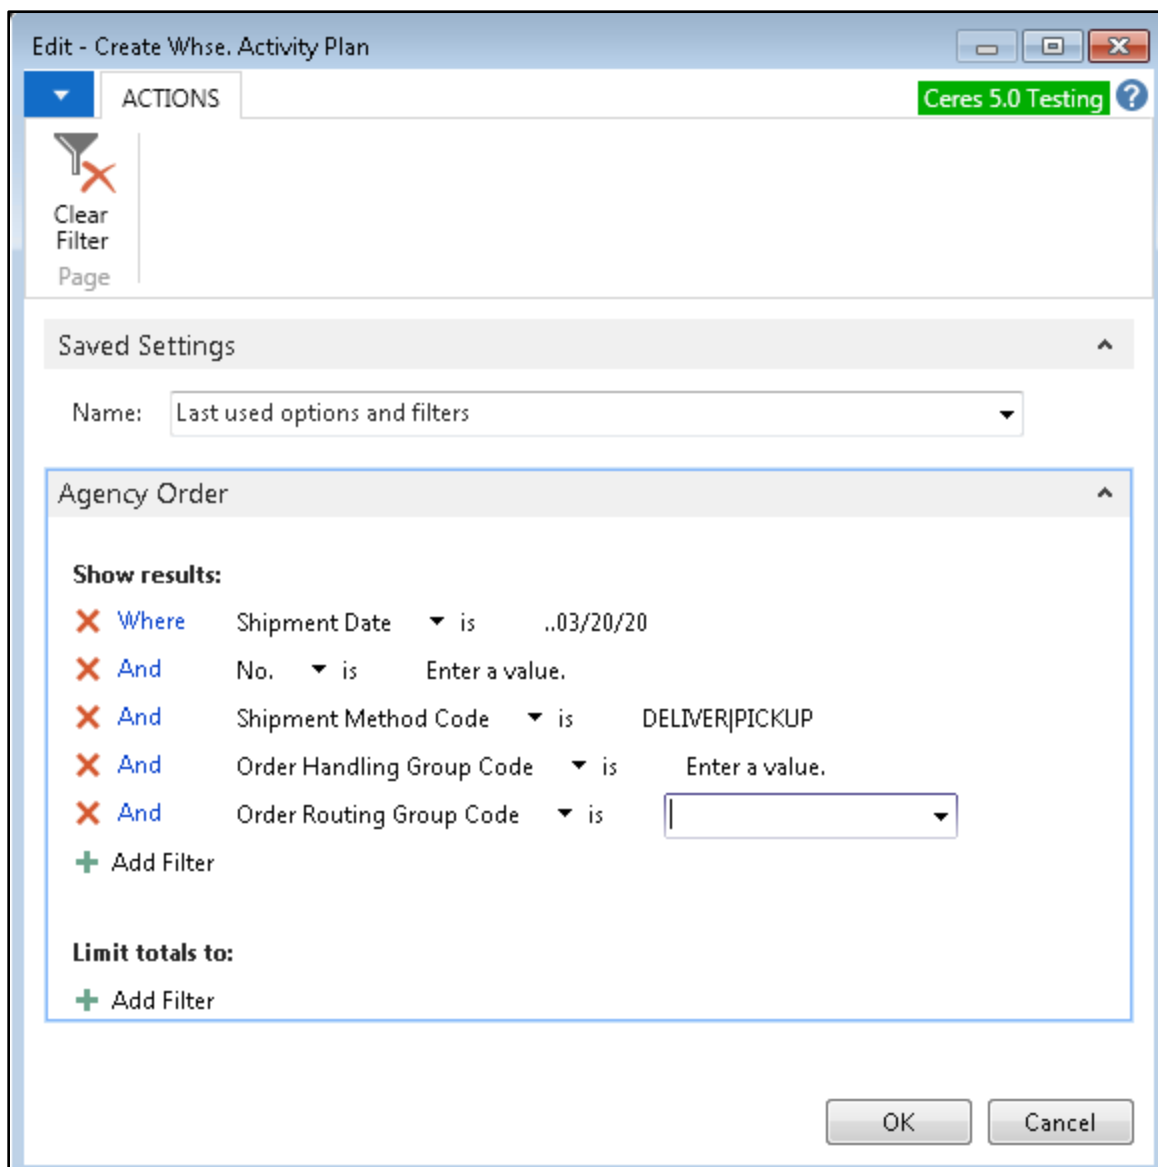 Edit - Create Whse. Activity Plan
ACTIONS
Ceres 5.0 Testing ?
Clear
Filter
Page
Saved Settings
Name: Last used options and filters
Agency Order
Show results:
Where Shipment Date is ..03/20/20
And No. is Enter a value.
And Shipment Method Code is DELIVER|PICKUP
And Order Handling Group Code is Enter a value.
And Order Routing Group Code is
Add Filter
Limit totals to:
Add Filter
OK Cancel